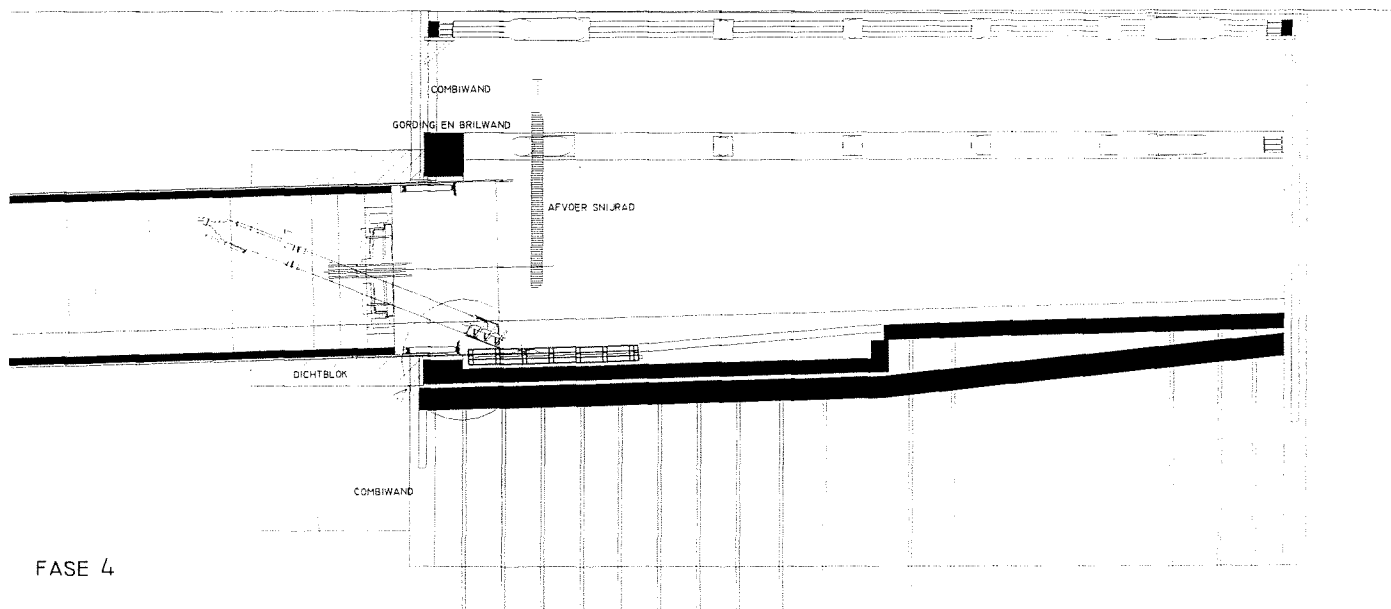 COMBIWAND
GORDING EN BRILWAND
AFVOER SNIJRAD
DICHTBLOK
COMBIWAND
FASE 4